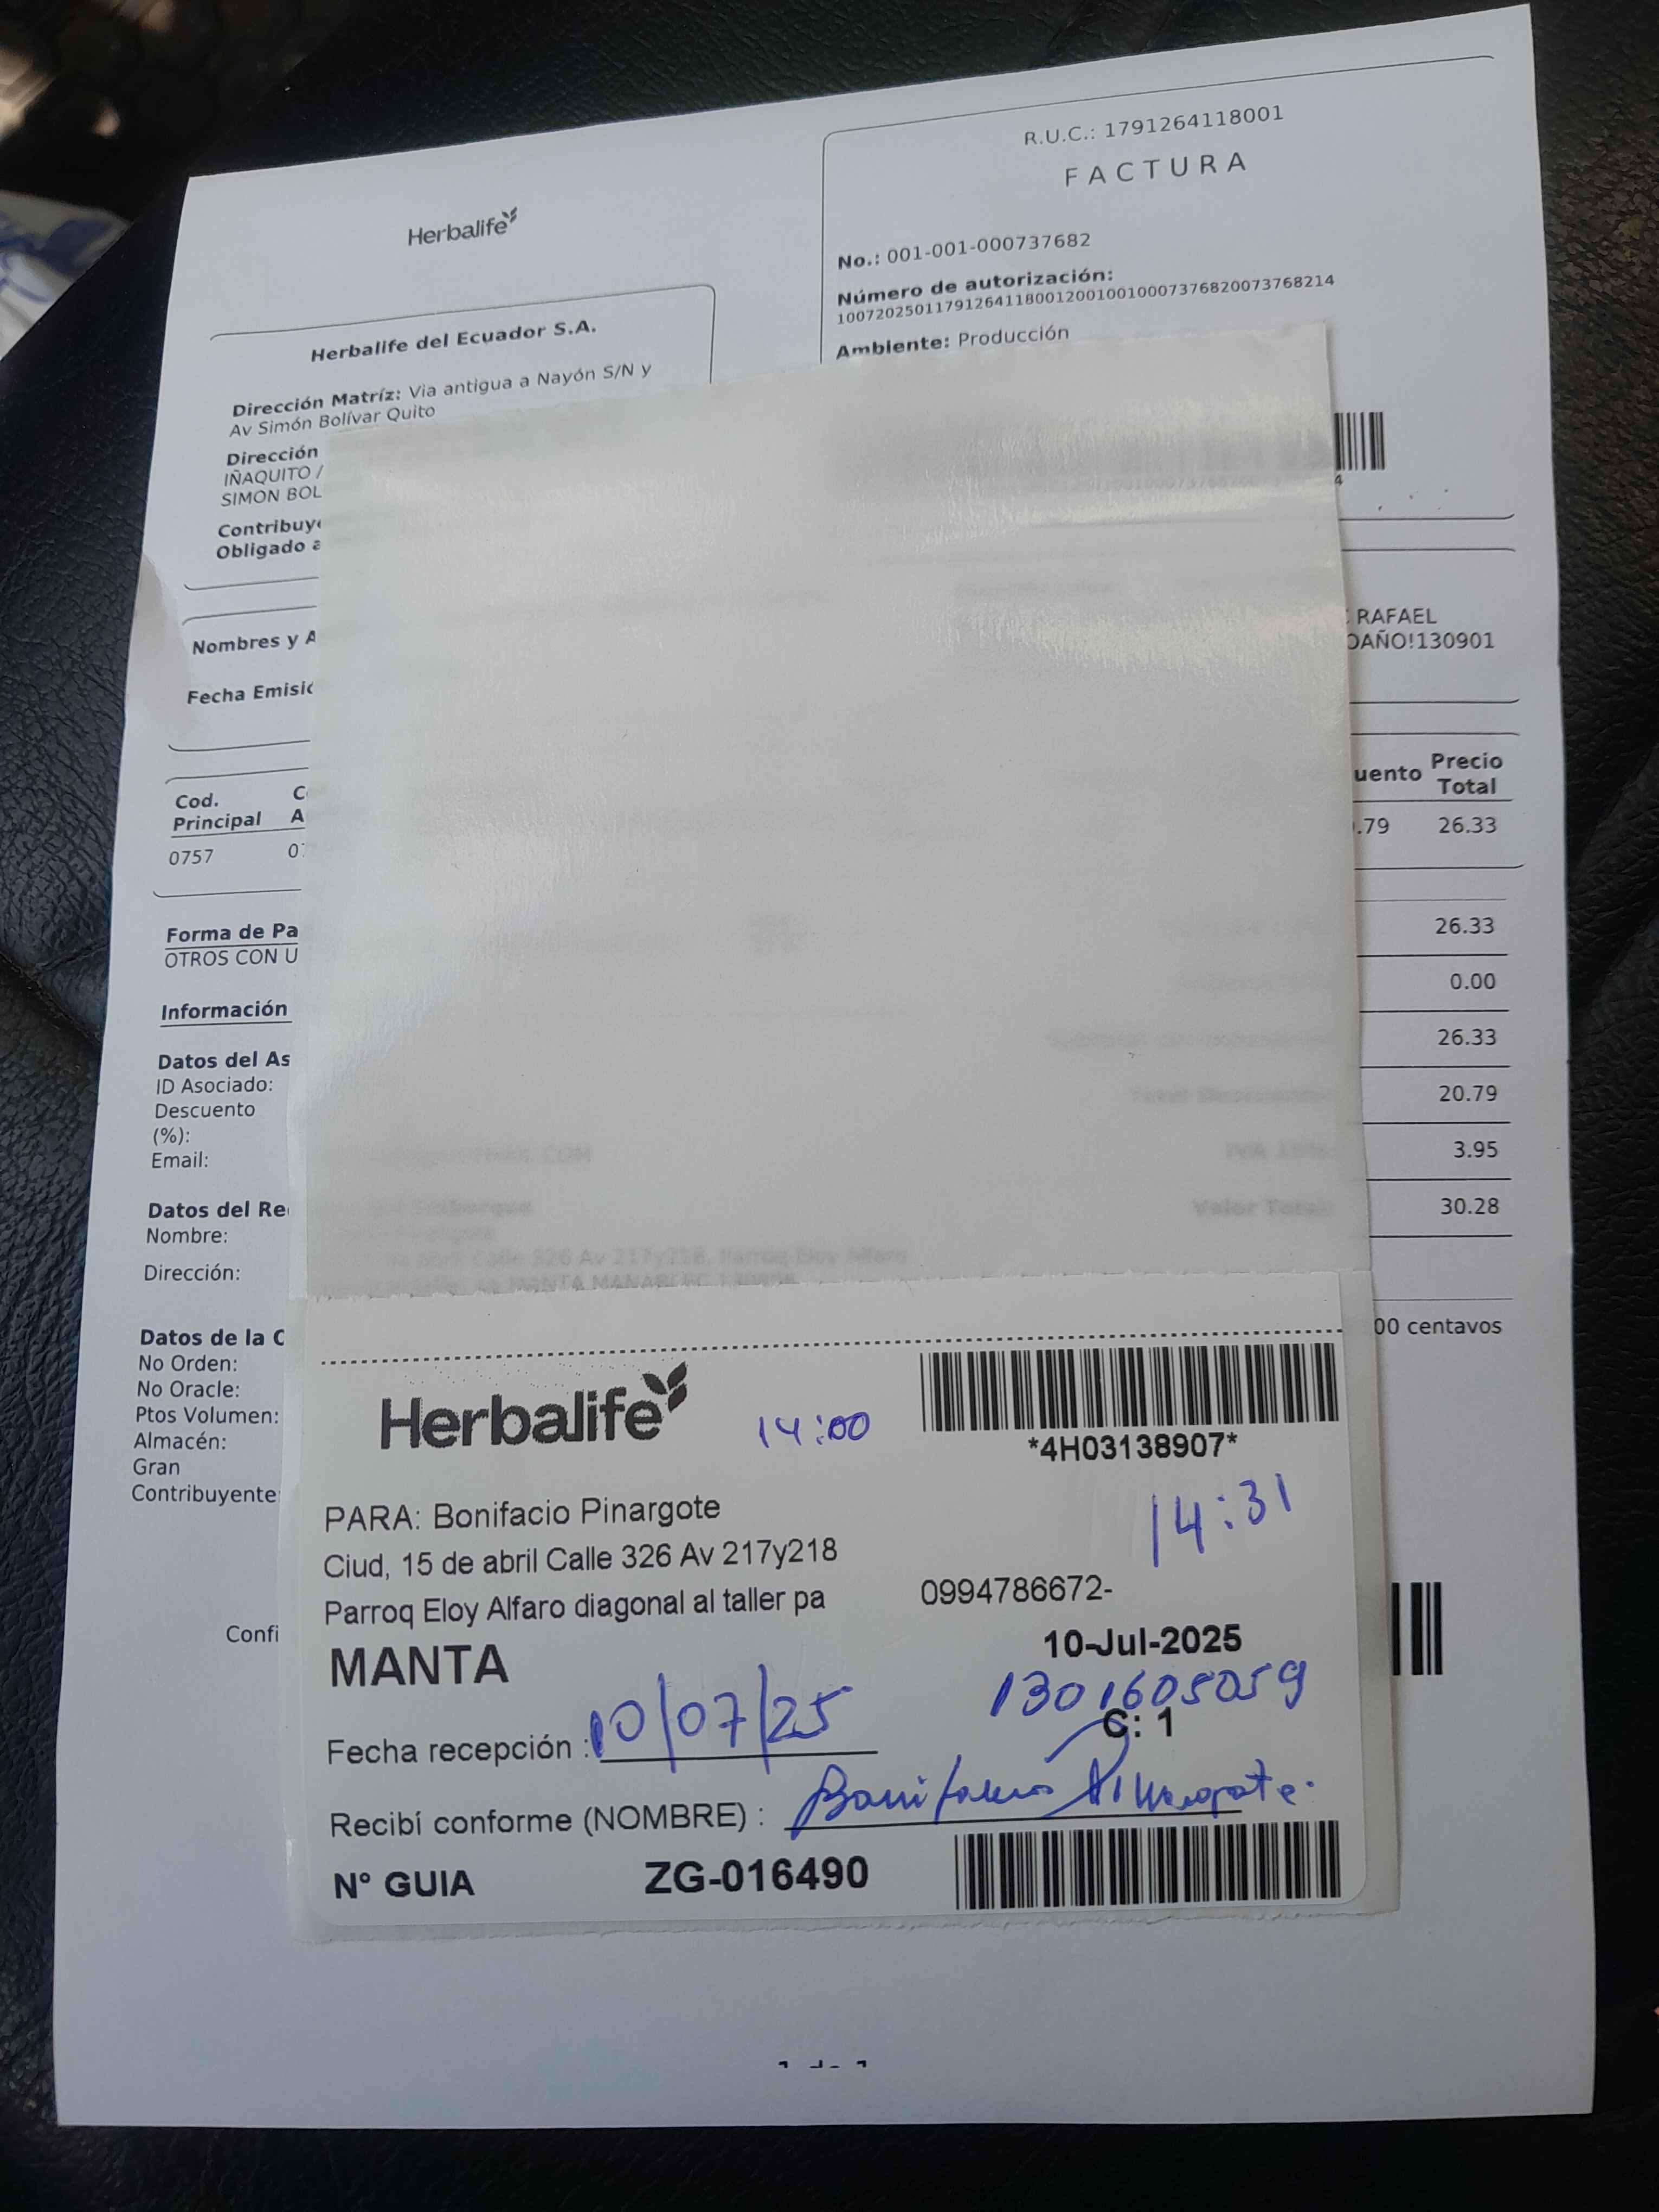 R.U.C.: 1791264118001
FACTURA
Herbalife
No.: 001-001-000737682
Número de autorización:
1007202501179126411800120010010007376820073768214
Ambiente: Producción
Herbalife del Ecuador S.A.
Dirección Matríz: Via antigua a Nayón S/N y
Av Simón Bolívar Quito
Dirección
IÑAQUITO /
SIMON BOL
Contribuy
Obligado a
4
Nombres y A
RAFAEL
OAÑO!130901
Fecha Emisi
Cod.
Principal
uento
Precio
Total
0757
.79 26.33
Forma de Pa
OTROS CON U
26.33
0.00
Información
26.33
Datos del As
ID Asociado:
Descuento
(%):
Email:
20.79
3.95
Datos del Re
Nombre:
Valor Total:
30.28
Dirección:
Datos de la C
No Orden:
No Oracle:
Ptos Volumen:
Almacén:
Gran
Contribuyente
00 centavos
Confi
Herbalife
14:00
*4H03138907*
14:31
PARA: Bonifacio Pinargote
Ciud, 15 de abril Calle 326 Av 217y218
Parroq Eloy Alfaro diagonal al taller pa
0994786672-
MANTA
10-Jul-2025
1301605059
C: 1
Fecha recepción : 10/07/25
Recibí conforme (NOMBRE) : Bonifacio Pinargote.
N° GUIA ZG-016490